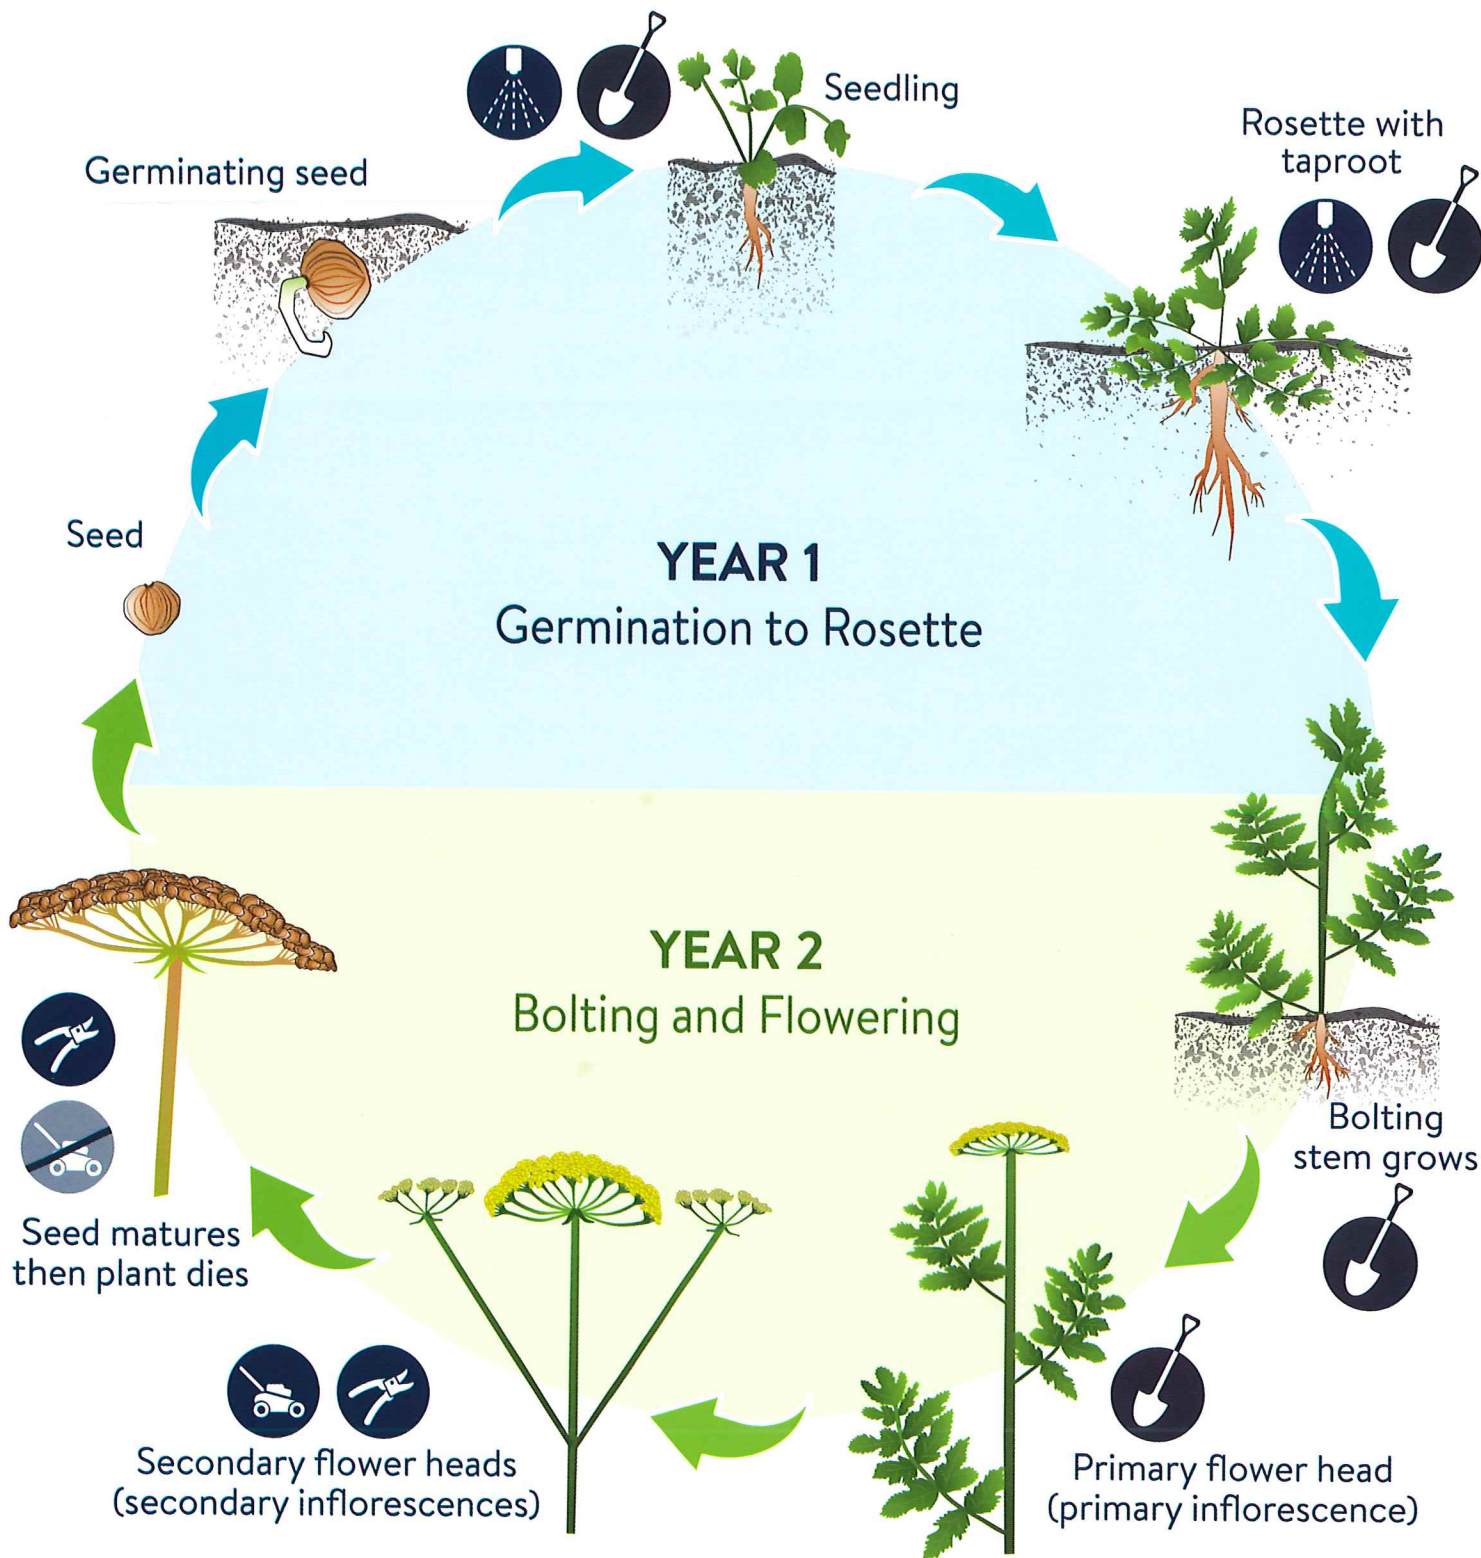 Seedling
Rosette with
taproot
Germinating seed
Seed
YEAR 1
Germination to Rosette
YEAR 2
Bolting and Flowering
Bolting
stem grows
Seed matures
then plant dies
Secondary flower heads
(secondary inflorescences)
Primary flower head
(primary inflorescence)